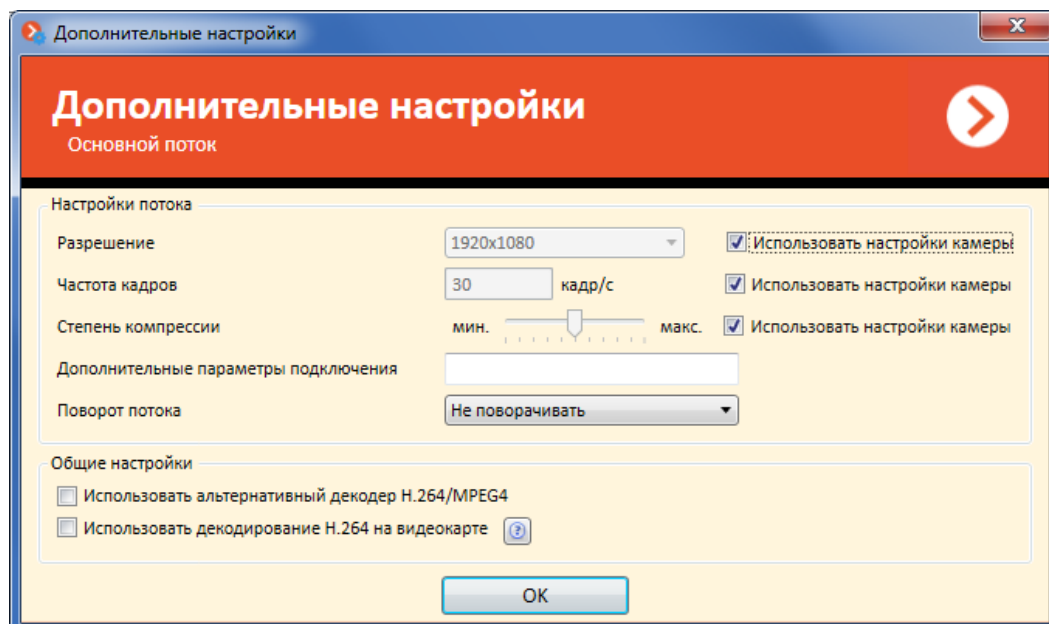 Дополнительные настройки
Дополнительные настройки
Основной поток
Настройки потока
Разрешение 1920x1080 Использовать настройки камеры
Частота кадров 30 кадр/с Использовать настройки камеры
Степень компрессии мин. макс. Использовать настройки камеры
Дополнительные параметры подключения
Поворот потока Не поворачивать
Общие настройки
Использовать альтернативный декодер H.264/MPEG4
Использовать декодирование H.264 на видеокарте ?
OK